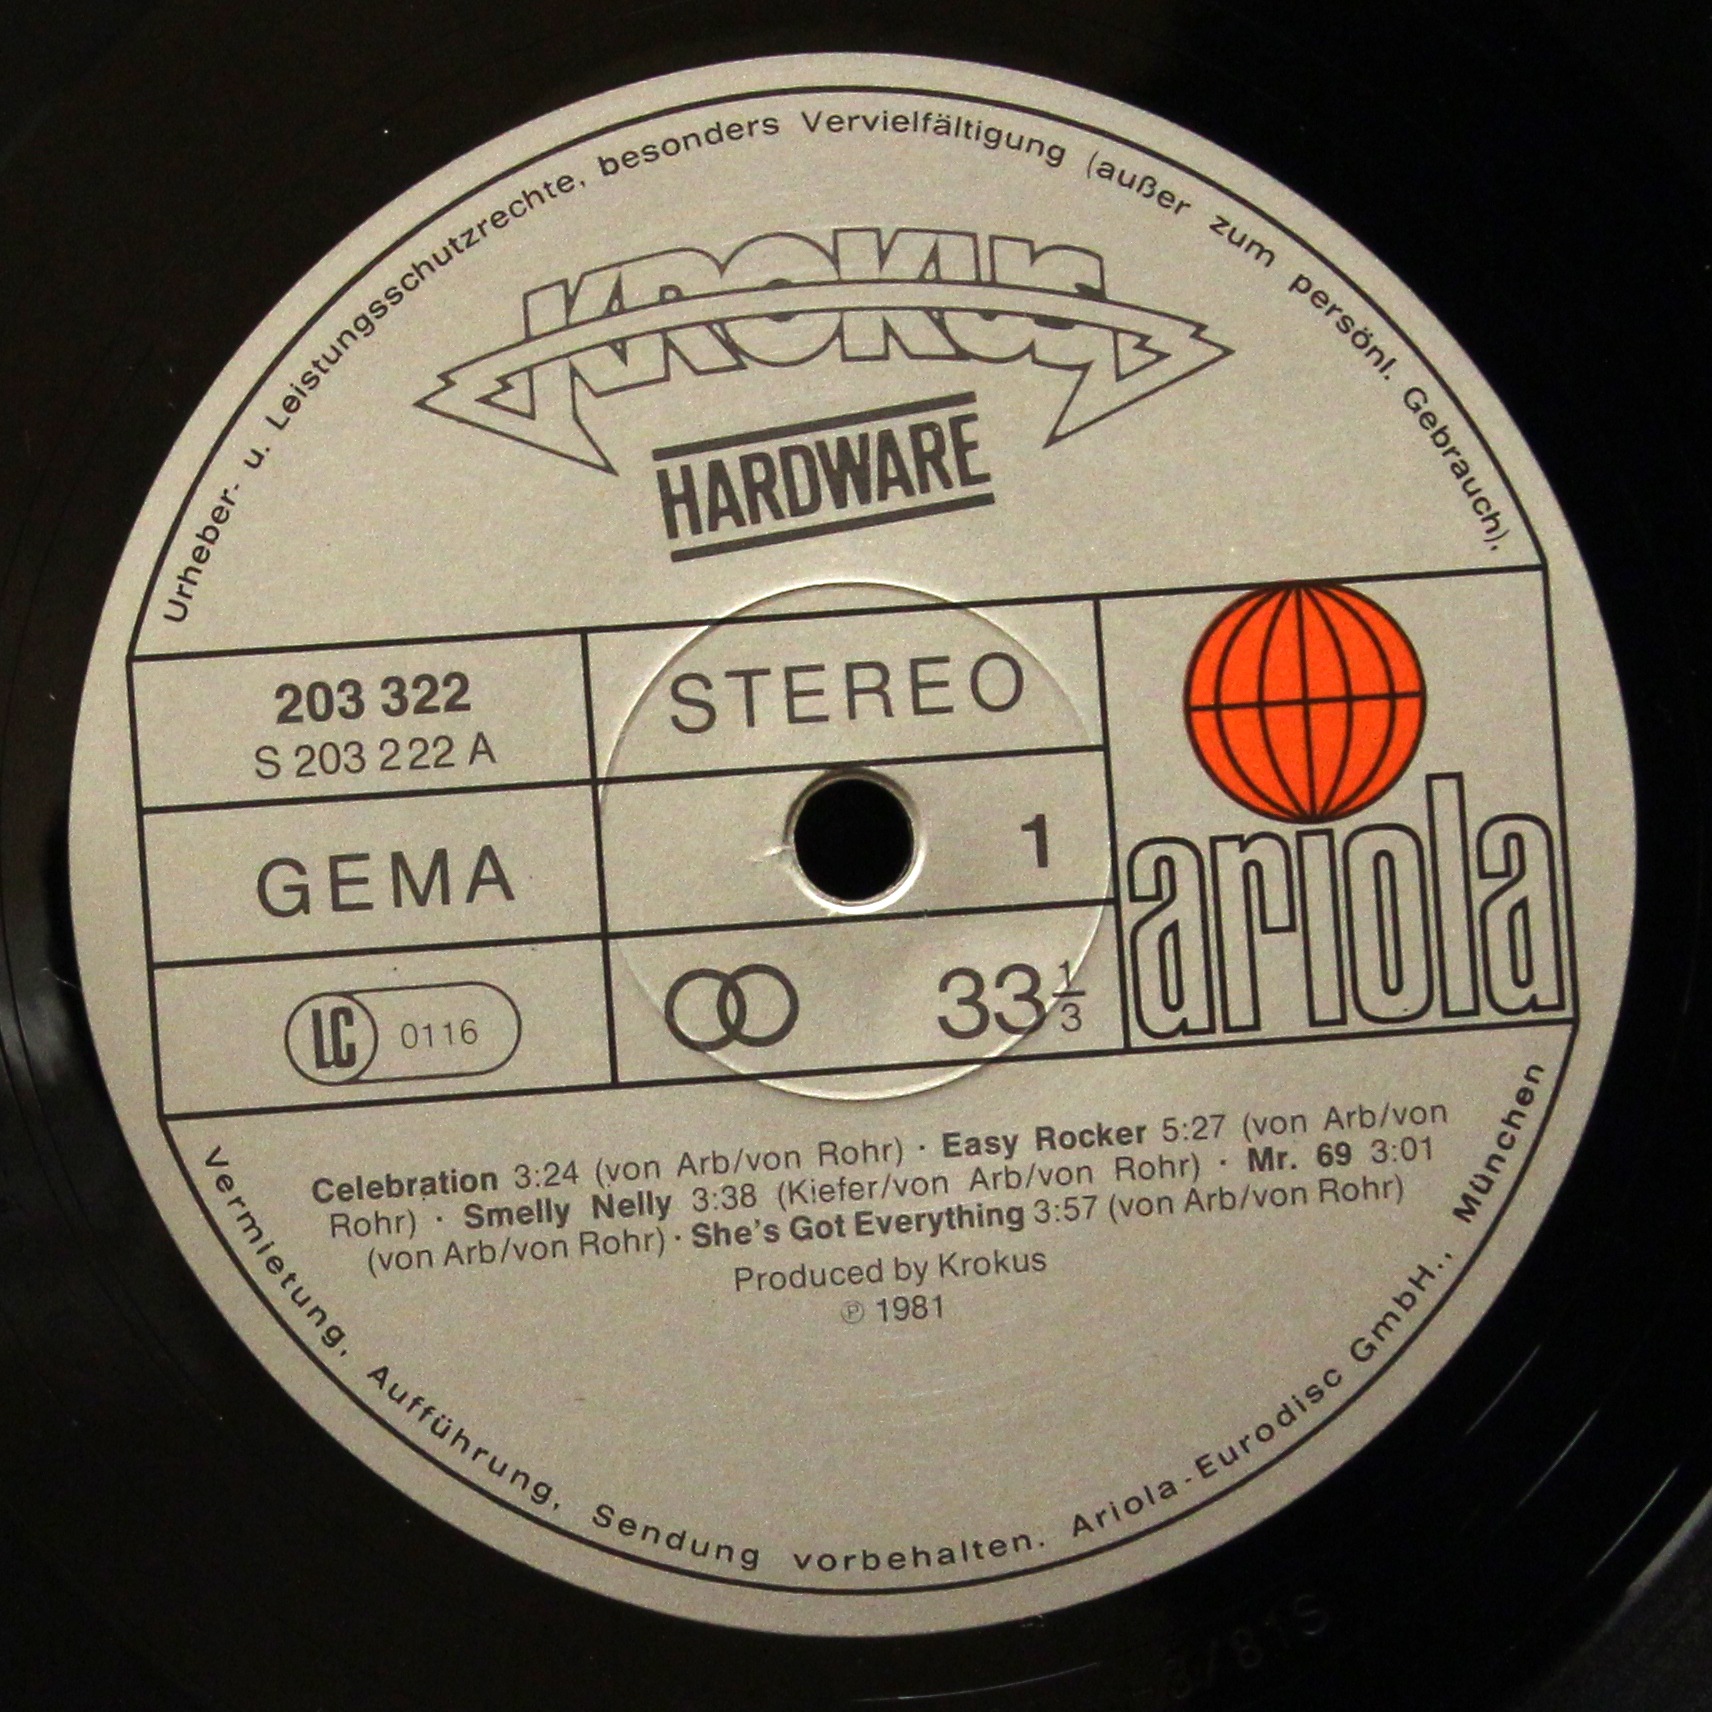 Urheber- u. Leistungsschutzrechte, besonders Vervielfältigung (außer zum persönl. Gebrauch),
KROKUS
HARDWARE
203 322
S 203 222 A
STEREO
GEMA
1
LC 0116
33 1/3
ariola
Celebration 3:24 (von Arb/von Rohr) · Easy Rocker 5:27 (von Arb/von
Rohr) · Smelly Nelly 3:38 (Kiefer/von Arb/von Rohr) · Mr. 69 3:01
(von Arb/von Rohr) · She's Got Everything 3:57 (von Arb/von Rohr)
Produced by Krokus
℗ 1981
Vermietung, Aufführung, Sendung vorbehalten. Ariola-Eurodisc GmbH., München